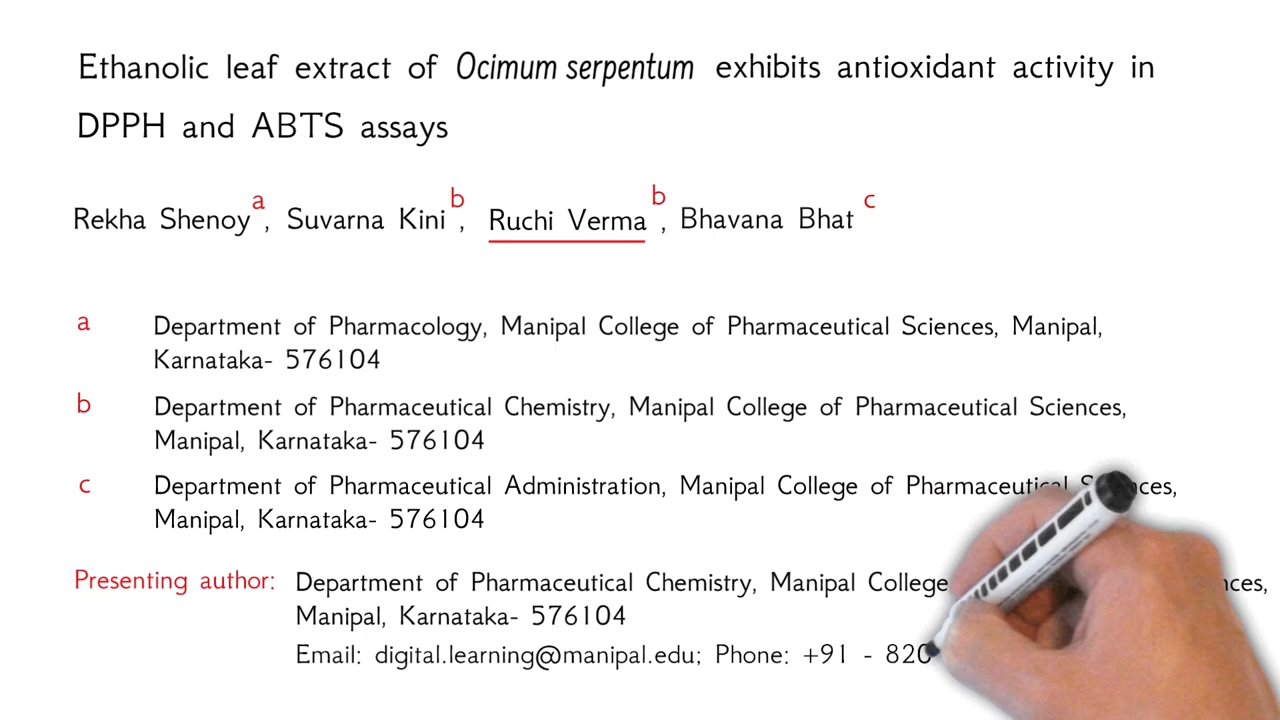 Ethanolic leaf extract of Ocimum serpentum exhibits antioxidant activity in
DPPH and ABTS assays
Rekha Shenoy a, Suvarna Kini b, Ruchi Verma b, Bhavana Bhat c
a Department of Pharmacology, Manipal College of Pharmaceutical Sciences, Manipal,
Karnataka- 576104
b Department of Pharmaceutical Chemistry, Manipal College of Pharmaceutical Sciences,
Manipal, Karnataka- 576104
c Department of Pharmaceutical Administration, Manipal College of Pharmaceutical
Manipal, Karnataka- 576104
Presenting author: Department of Pharmaceutical Chemistry, Manipal College
Manipal, Karnataka- 576104
Email: digital.learning@manipal.edu; Phone: +91 - 820